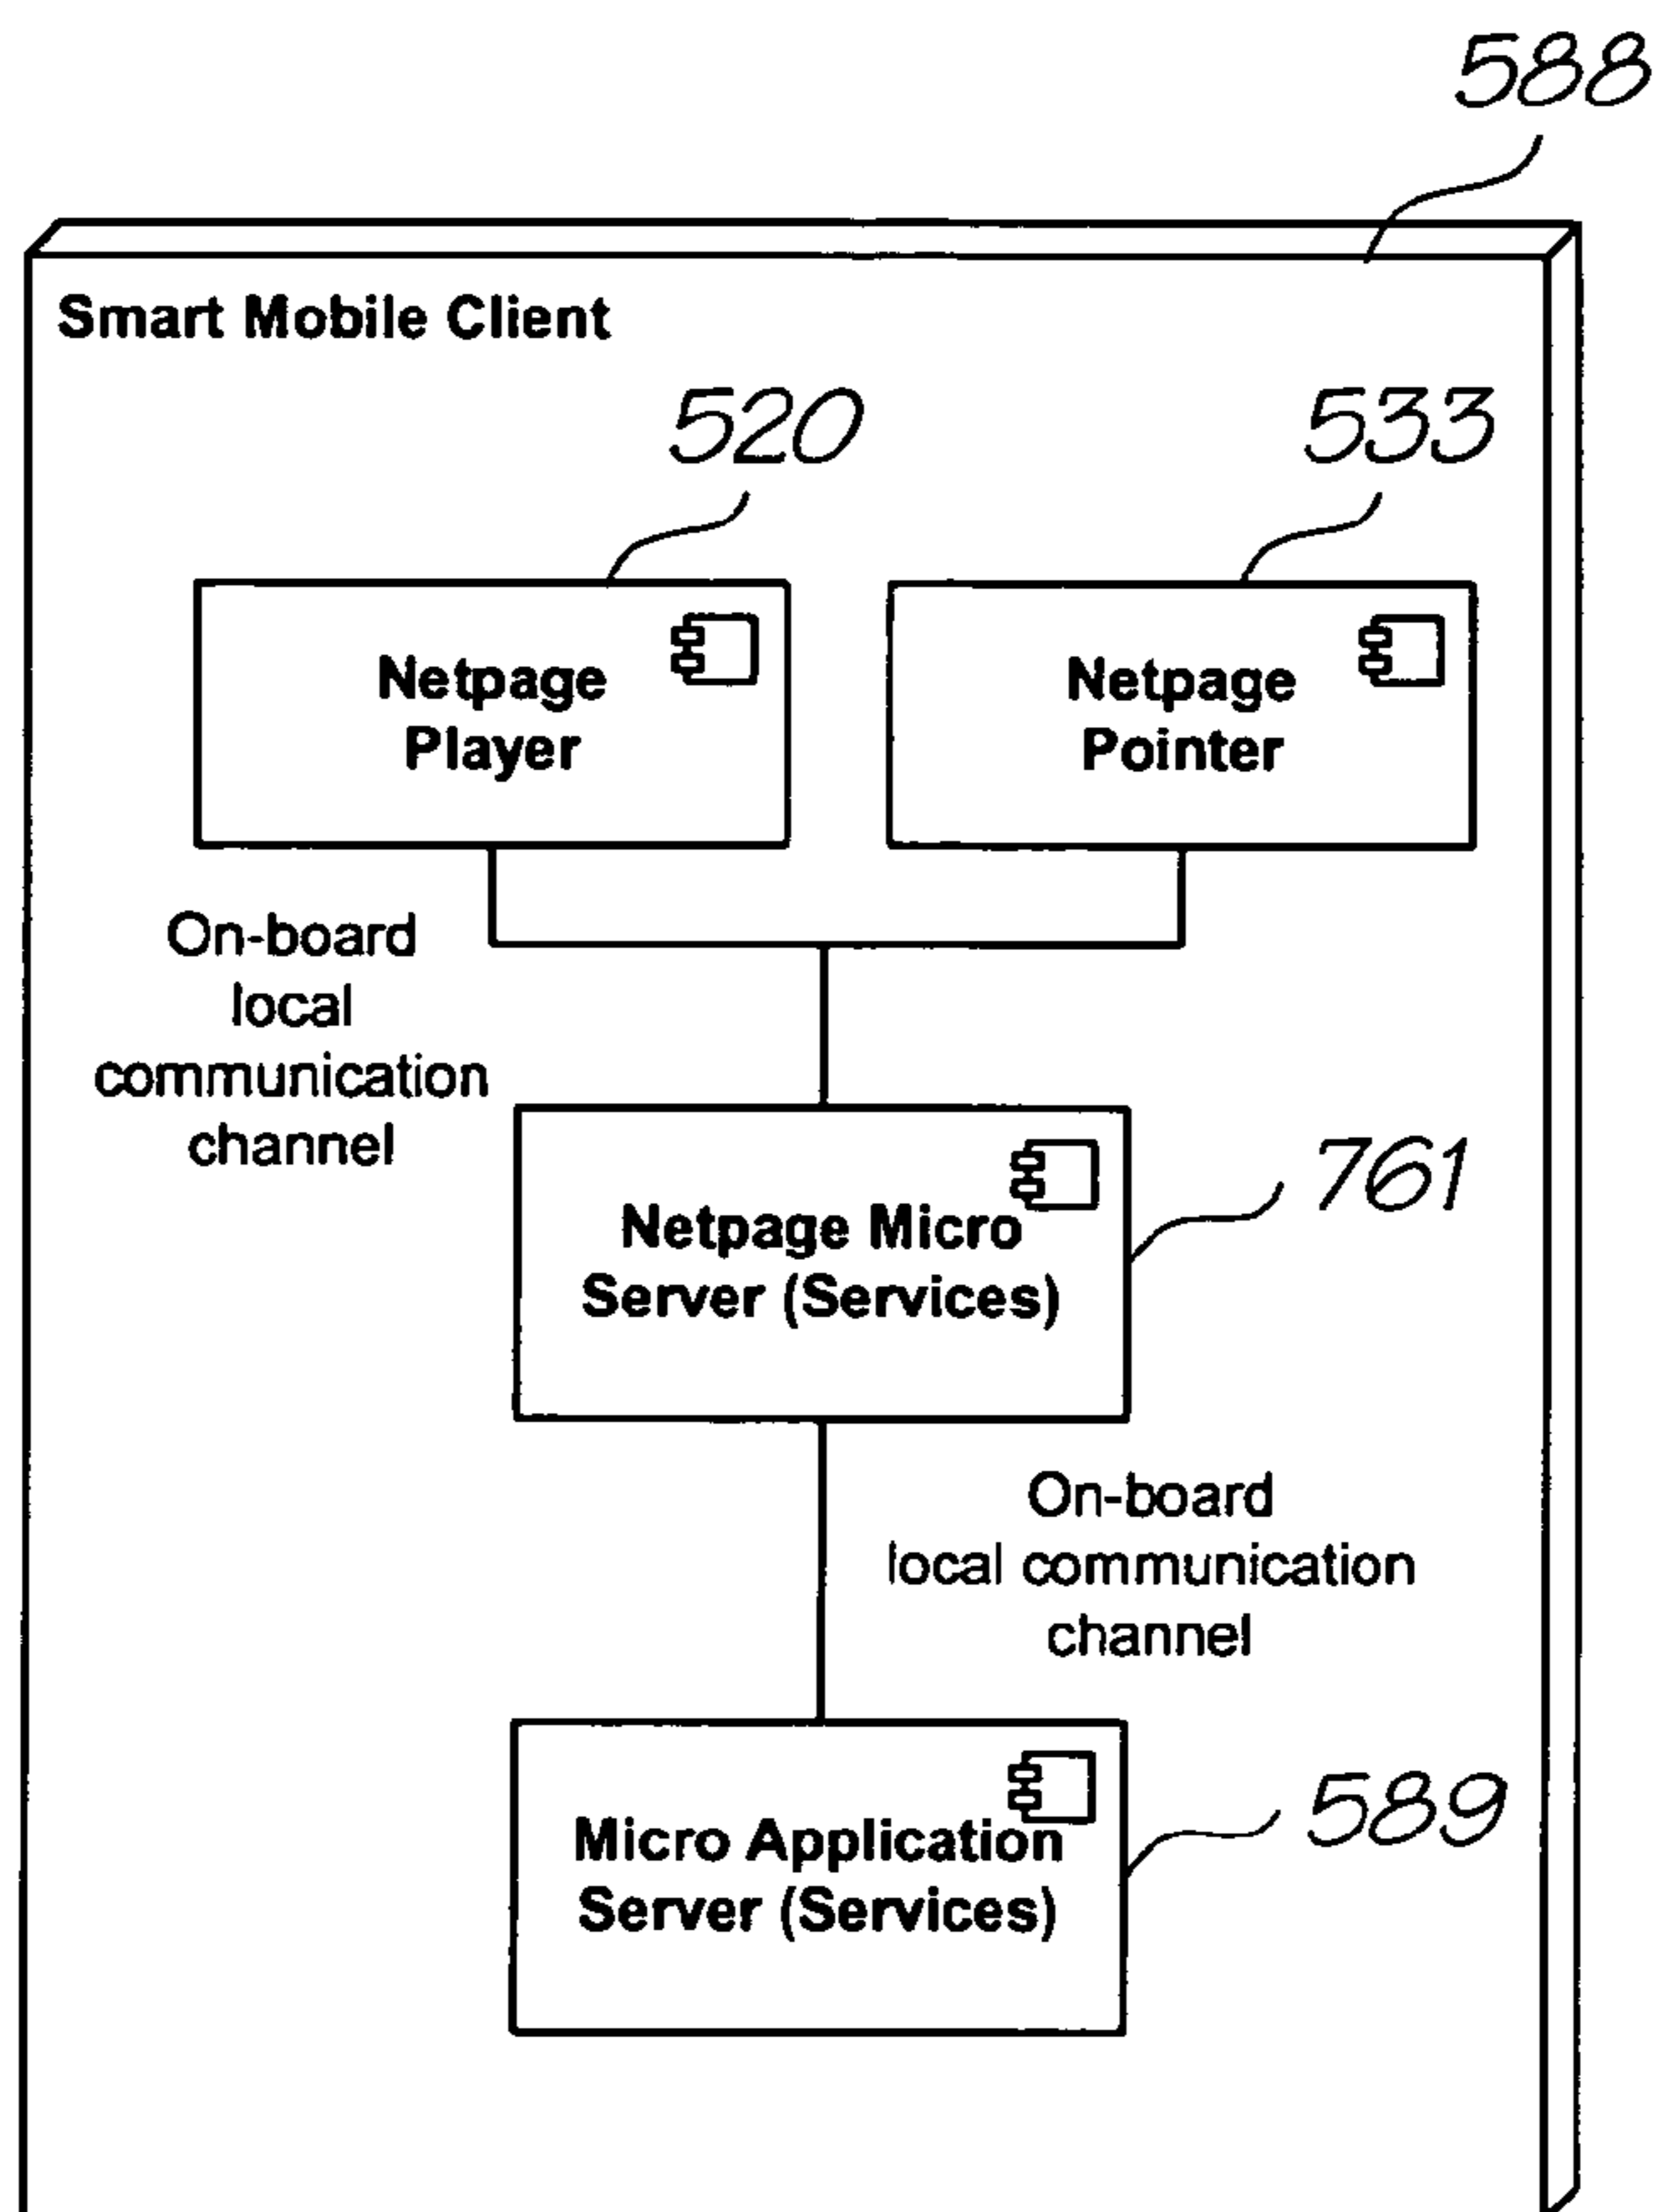 588
Smart Mobile Client
520
533
Netpage
Player
Netpage
Pointer
On-board
local
communication
channel
Netpage Micro
Server (Services)
761
On-board
local communication
channel
Micro Application
Server (Services)
589